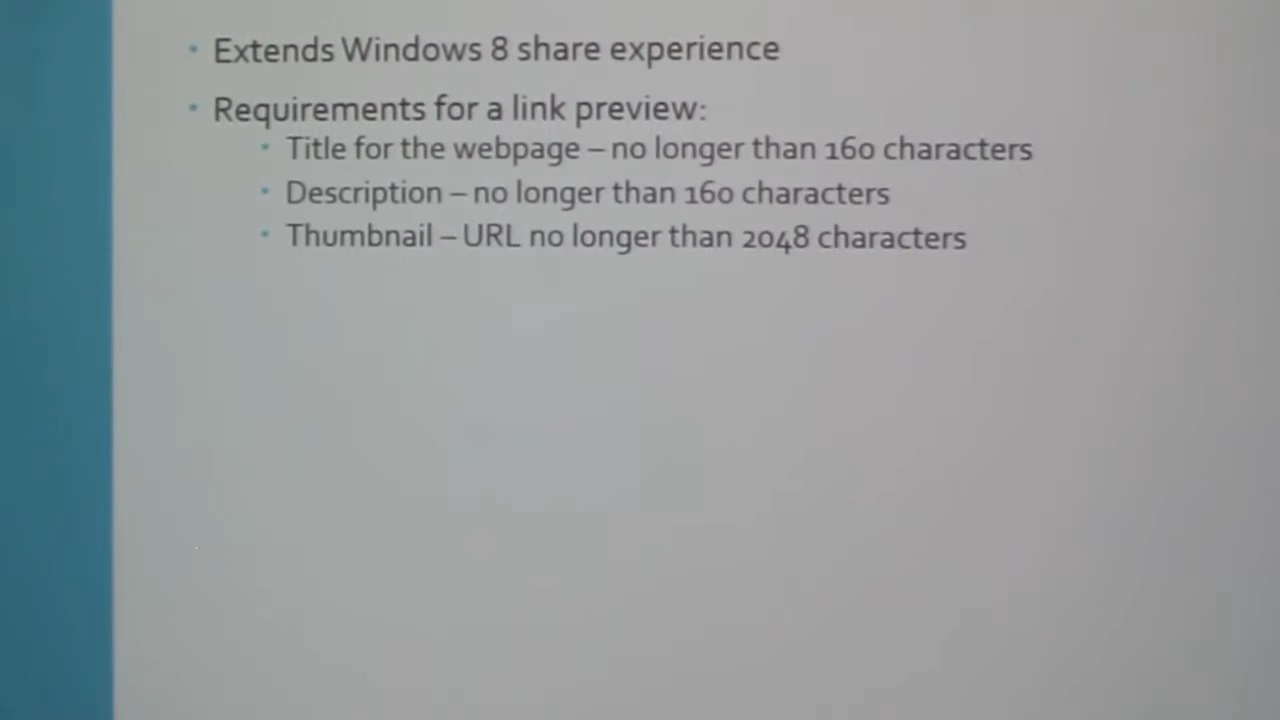 • Extends Windows 8 share experience
• Requirements for a link preview:
• Title for the webpage – no longer than 160 characters
• Description – no longer than 160 characters
• Thumbnail – URL no longer than 2048 characters